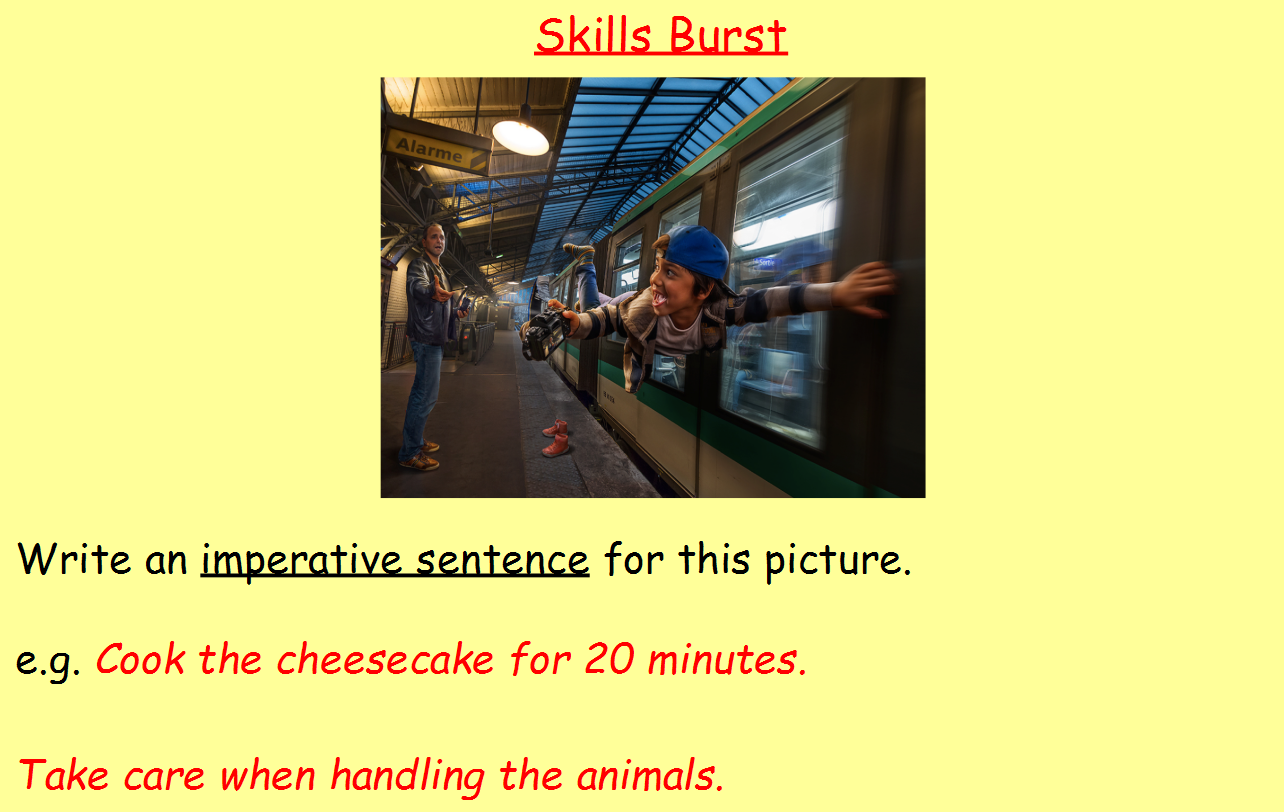 Skills Burst
Alarme
Write an imperative sentence for this picture.
e.g. Cook the cheesecake for 20 minutes.
Take care when handling the animals.